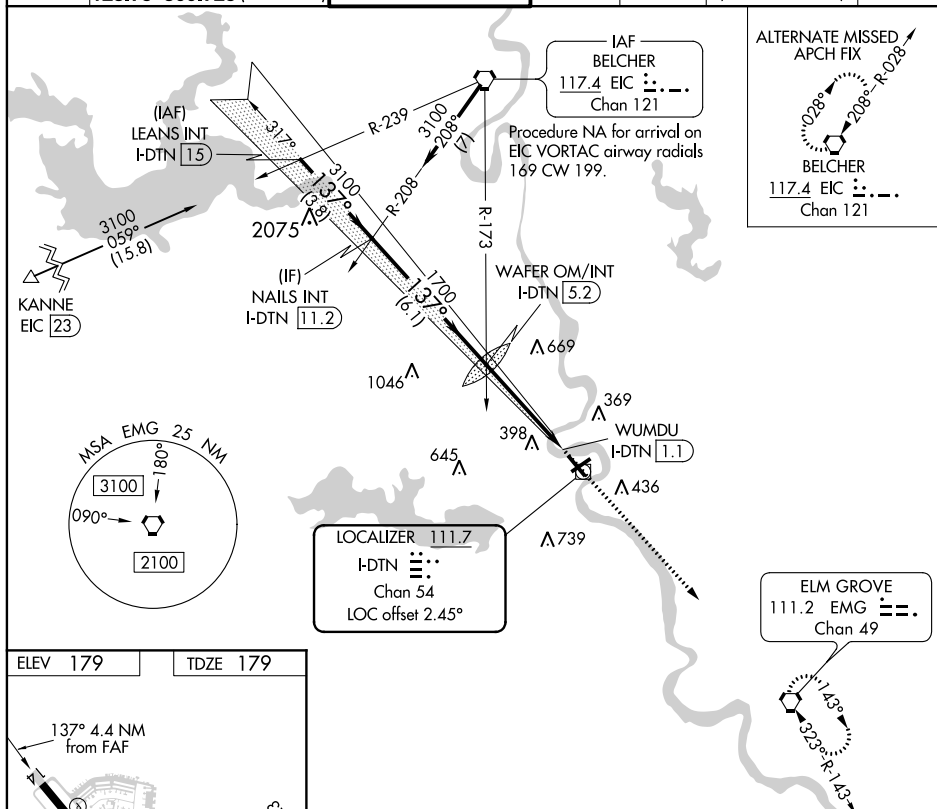 IAF
BELCHER
117.4 EIC
Chan 121
Procedure NA for arrival on
EIC VORTAC airway radials
169 CW 199.
ALTERNATE MISSED
APCH FIX
028°
208°
R-028
BELCHER
117.4 EIC
Chan 121
(IAF)
LEANS INT
I-DTN 15
317°
R-239
3100
208°
(7)
R-208
R-173
3100
137°
(3.8)
2075
3100
059°
(15.8)
KANNE
EIC 23
(IF)
NAILS INT
I-DTN 11.2
1700
137°
(6.1)
WAFER OM/INT
I-DTN 5.2
669
1046
369
398
WUMDU
I-DTN 1.1
645
436
739
MSA EMG 25 NM
180°
3100
090°
2100
LOCALIZER 111.7
I-DTN
Chan 54
LOC offset 2.45°
ELM GROVE
111.2 EMG
Chan 49
143°
323°
R-143
ELEV 179
TDZE 179
137° 4.4 NM
from FAF
14